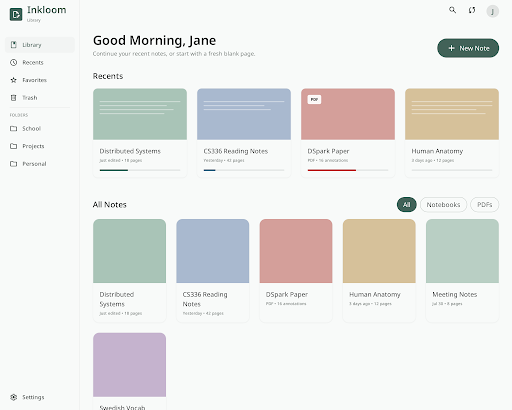 Inkloom
Library
J
Library
Recents
Favorites
Trash
FOLDERS
School
Projects
Personal
Settings
Good Morning, Jane
Continue your recent notes, or start with a fresh blank page.
+ New Note
Recents
Distributed Systems
Just edited • 18 pages
CS336 Reading Notes
Yesterday • 42 pages
PDF
DSpark Paper
PDF • 16 annotations
Human Anatomy
3 days ago • 12 pages
All Notes
All
Notebooks
PDFs
Distributed
Systems
Just edited • 18 pages
CS336 Reading
Notes
Yesterday • 42 pages
DSpark Paper
PDF • 16 annotations
Human Anatomy
3 days ago • 12 pages
Meeting Notes
Jul 30 • 8 pages
Swedish Vocab